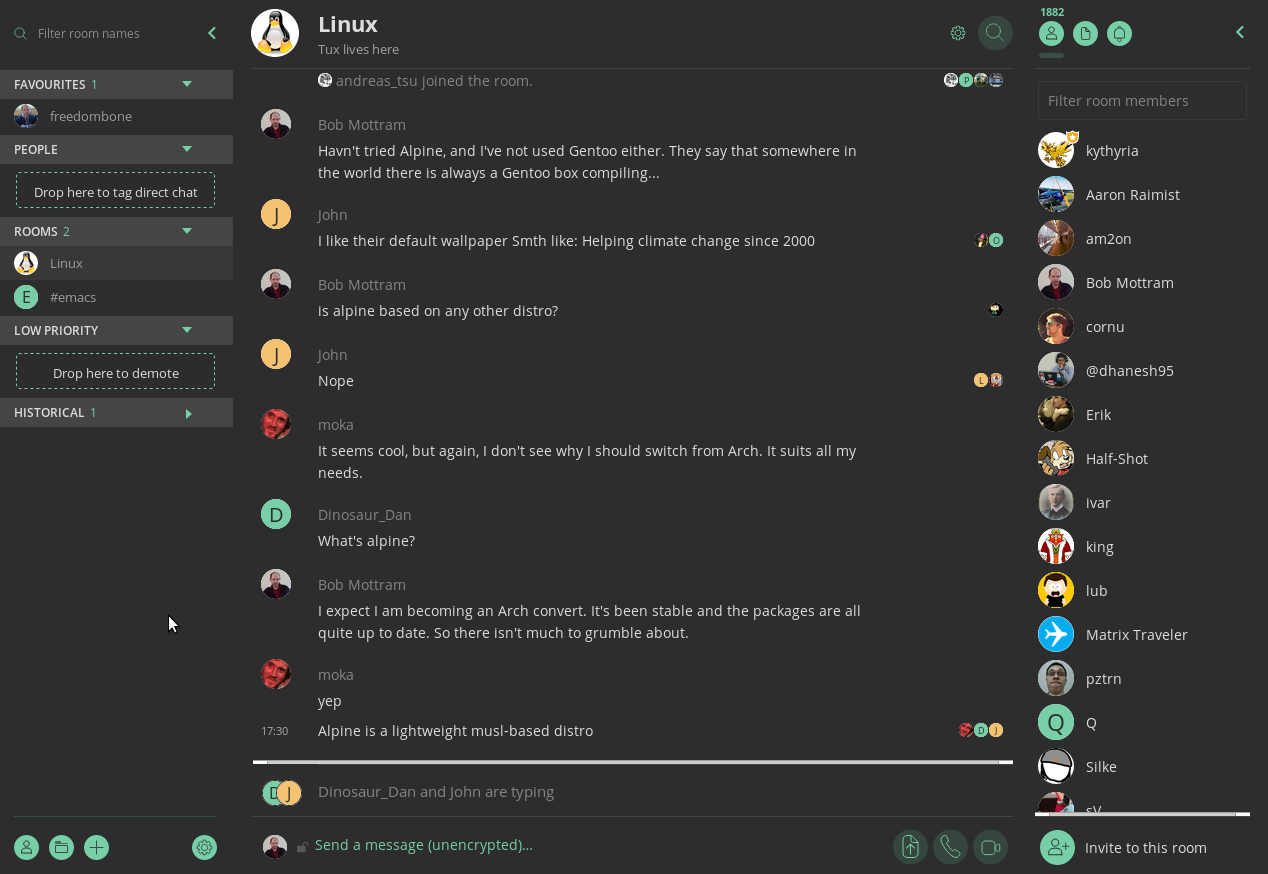 Filter room names
FAVOURITES 1
freedombone
PEOPLE
Drop here to tag direct chat
ROOMS 2
Linux
E
#emacs
LOW PRIORITY
Drop here to demote
HISTORICAL 1
Linux
Tux lives here
andreas_tsu joined the room.
P
Bob Mottram
Havn't tried Alpine, and I've not used Gentoo either. They say that somewhere in
the world there is always a Gentoo box compiling...
J
John
I like their default wallpaper Smth like: Helping climate change since 2000
D
Bob Mottram
is alpine based on any other distro?
J
John
Nope
L
moka
It seems cool, but again, I don't see why I should switch from Arch. It suits all my
needs.
D
Dinosaur_Dan
What's alpine?
Bob Mottram
I expect I am becoming an Arch convert. It's been stable and the packages are all
quite up to date. So there isn't much to grumble about.
moka
yep
17:30
Alpine is a lightweight musl-based distro
D
J
D
J
Dinosaur_Dan and John are typing
Send a message (unencrypted)...
1882
Filter room members
kythyria
Aaron Raimist
am2on
Bob Mottram
cornu
@dhanesh95
Erik
Half-Shot
ivar
king
lub
Matrix Traveler
pztrn
Q
Q
Silke
sV
Invite to this room